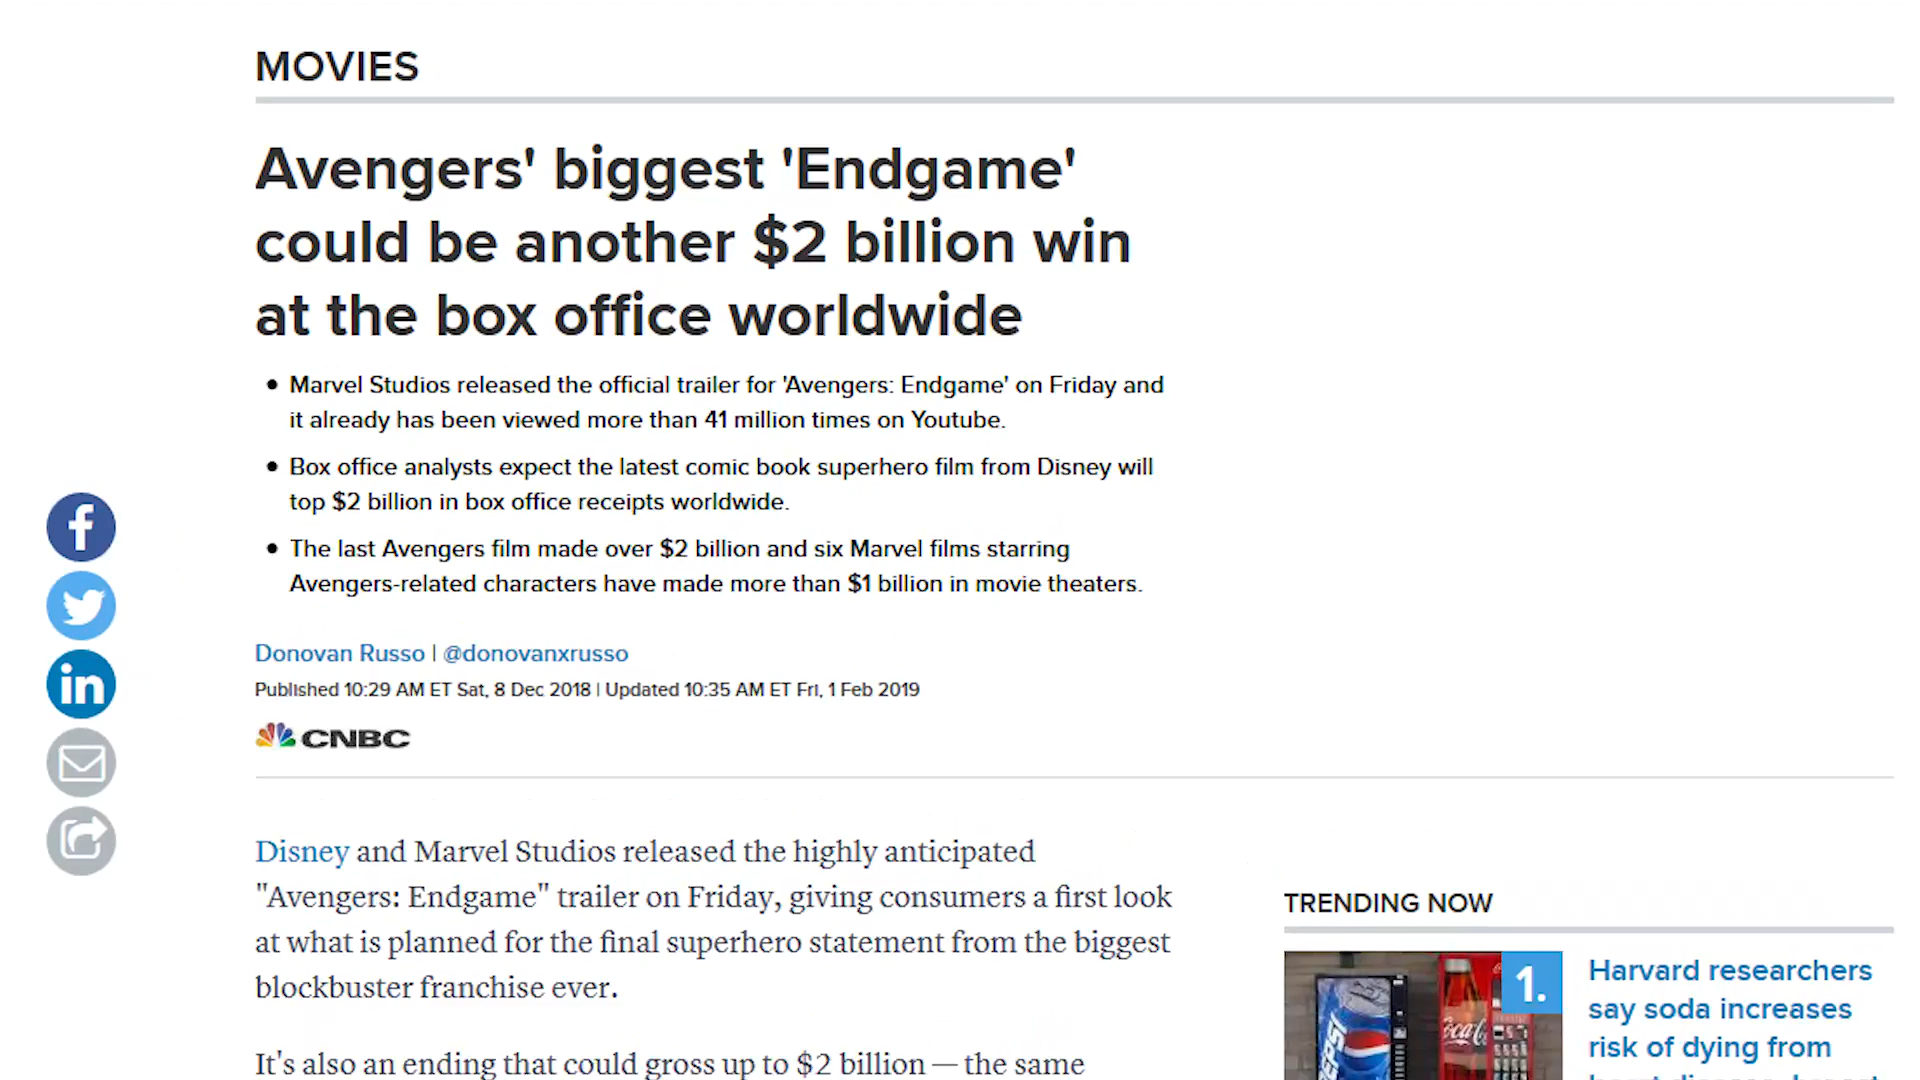 MOVIES
Avengers' biggest 'Endgame'
could be another $2 billion win
at the box office worldwide
• Marvel Studios released the official trailer for 'Avengers: Endgame' on Friday and
it already has been viewed more than 41 million times on Youtube.
• Box office analysts expect the latest comic book superhero film from Disney will
top $2 billion in box office receipts worldwide.
• The last Avengers film made over $2 billion and six Marvel films starring
Avengers-related characters have made more than $1 billion in movie theaters.
Donovan Russo | @donovanxrusso
Published 10:29 AM ET Sat, 8 Dec 2018 | Updated 10:35 AM ET Fri, 1 Feb 2019
CNBC
Disney and Marvel Studios released the highly anticipated
"Avengers: Endgame" trailer on Friday, giving consumers a first look
at what is planned for the final superhero statement from the biggest
blockbuster franchise ever.
It's also an ending that could gross up to $2 billion — the same
TRENDING NOW
1.
PEPSI
Coca-Cola
Harvard researchers
say soda increases
risk of dying from